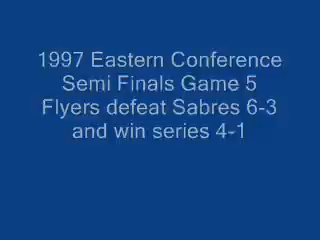 1997 Eastern Conference
Semi Finals Game 5
Flyers defeat Sabres 6-3
and win series 4-1